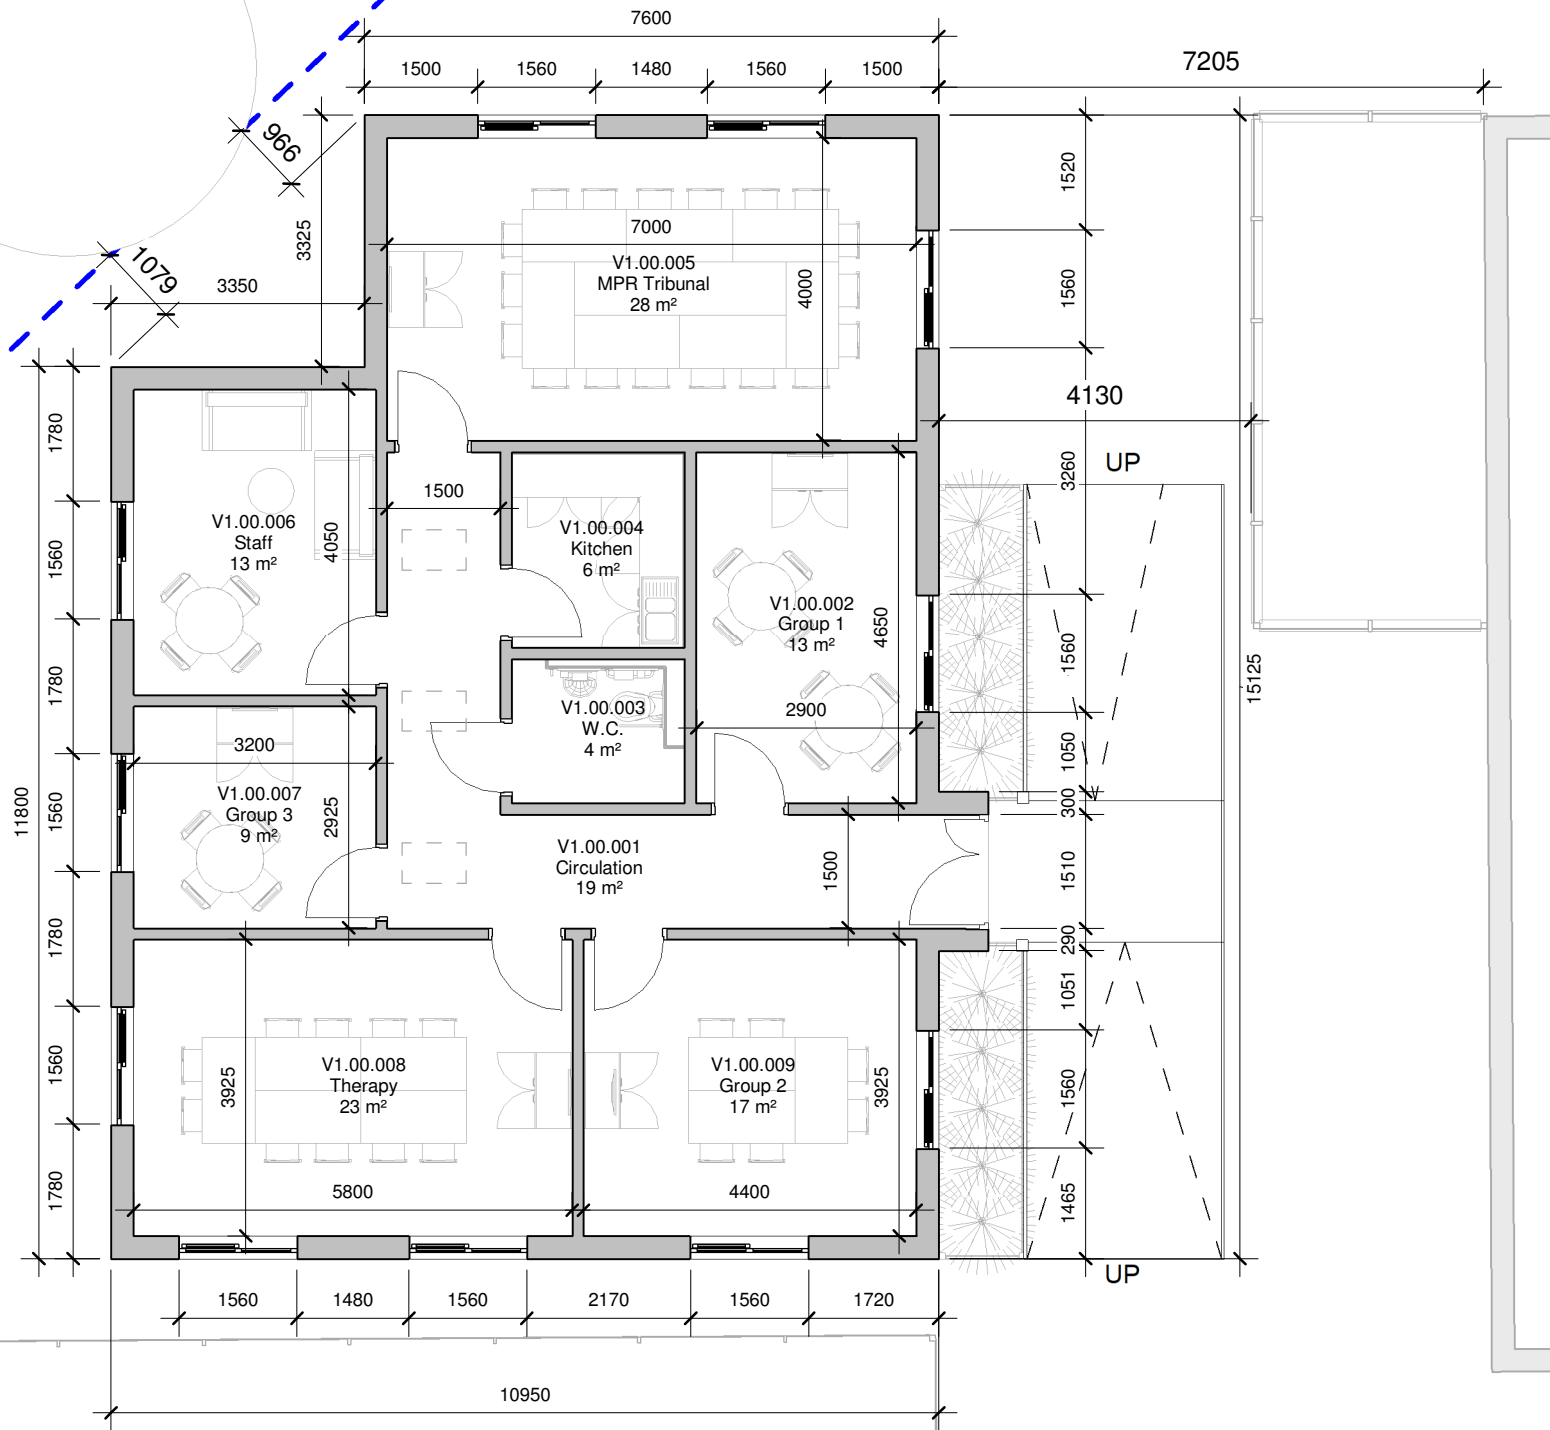 7600
7205
1500
1560
1480
1560
1500
966
1079
3325
3350
1520
1560
7000
V1.00.005
MPR Tribunal
28 m²
4000
4130
UP
3260
1780
1560
1780
1560
1780
1560
1780
11800
1500
V1.00.006
Staff
13 m²
4050
V1.00.004
Kitchen
6 m²
V1.00.002
Group 1
13 m²
4650
1560
15125
V1.00.003
W.C.
4 m²
2900
1050
300
3200
V1.00.007
Group 3
9 m²
2925
V1.00.001
Circulation
19 m²
1500
1510
290
1051
V1.00.008
Therapy
23 m²
3925
V1.00.009
Group 2
17 m²
3925
1560
5800
4400
1465
UP
1560
1480
1560
2170
1560
1720
10950